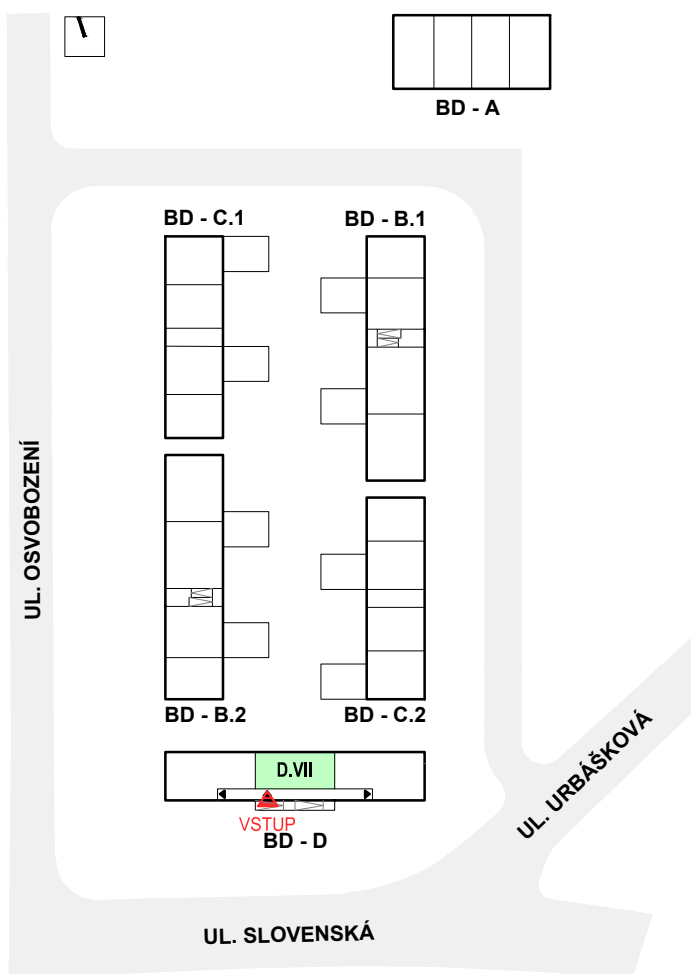 BD - A
BD - C.1
BD - B.1
UL. OSVOBOZENÍ
BD - B.2
BD - C.2
D.VII
VSTUP
BD - D
UL. URBÁŠKOVÁ
UL. SLOVENSKÁ